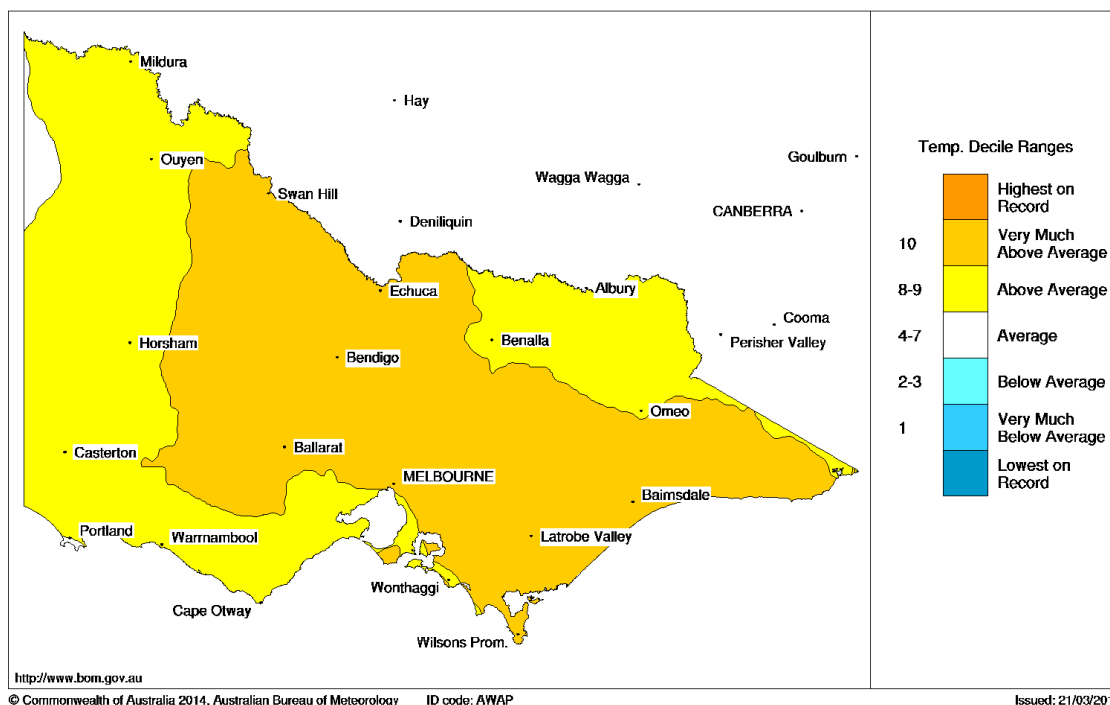 Mildura
Hay
Ouyen
Goulburn
Wagga Wagga
Swan Hill
CANBERRA
Deniliquin
Albury
Echuca
Cooma
Horsham
Benalla
Perisher Valley
Bendigo
Omeo
Ballarat
Casterton
MELBOURNE
Bairnsdale
Portland
Warrnambool
Latrobe Valley
Wonthaggi
Cape Otway
Wilsons Prom.
Temp. Decile Ranges
Highest on
Record
10 Very Much
Above Average
8-9 Above Average
4-7 Average
2-3 Below Average
1 Very Much
Below Average
Lowest on
Record
http://www.bom.gov.au
© Commonwealth of Australia 2014, Australian Bureau of Meteorology ID code: AWAP Issued: 21/03/201